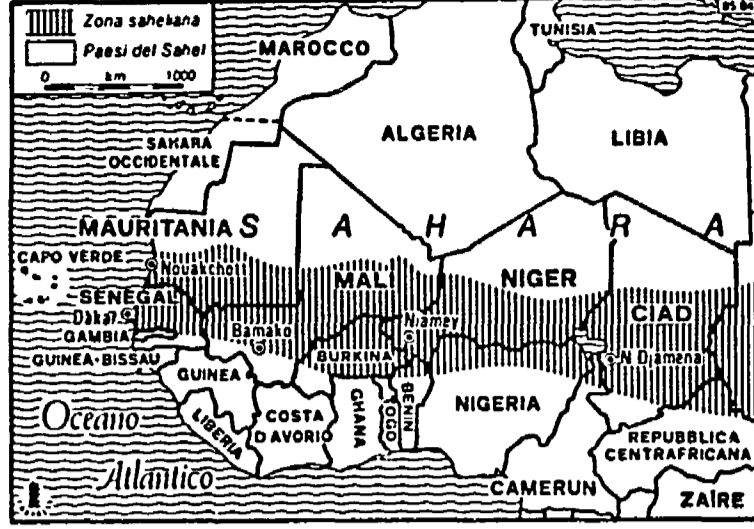 Zona saheliana
Paesi del Sahel
0 km 1000
MAROCCO
TUNISIA
ALGERIA
LIBIA
SAHARA
OCCIDENTALE
MAURITANIA
S A H A R A
CAPO VERDE
Nouakchot
MALI
NIGER
CIAD
SENEGAL
Dakar
GAMBIA
Bamako
Niamey
N Djamena
GUINEA-BISSAU
BURKINA
GUINEA
LIBERIA
COSTA
D'AVORIO
GHANA
TOGO
BENIN
NIGERIA
REPUBBLICA
CENTRAFRICANA
CAMERUN
ZAIRE
Oceano
Atlantico